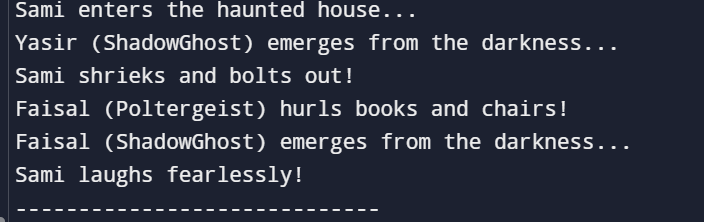 Sami enters the haunted house...
Yasir (ShadowGhost) emerges from the darkness...
Sami shrieks and bolts out!
Faisal (Poltergeist) hurls books and chairs!
Faisal (ShadowGhost) emerges from the darkness...
Sami laughs fearlessly!
-----------------------------